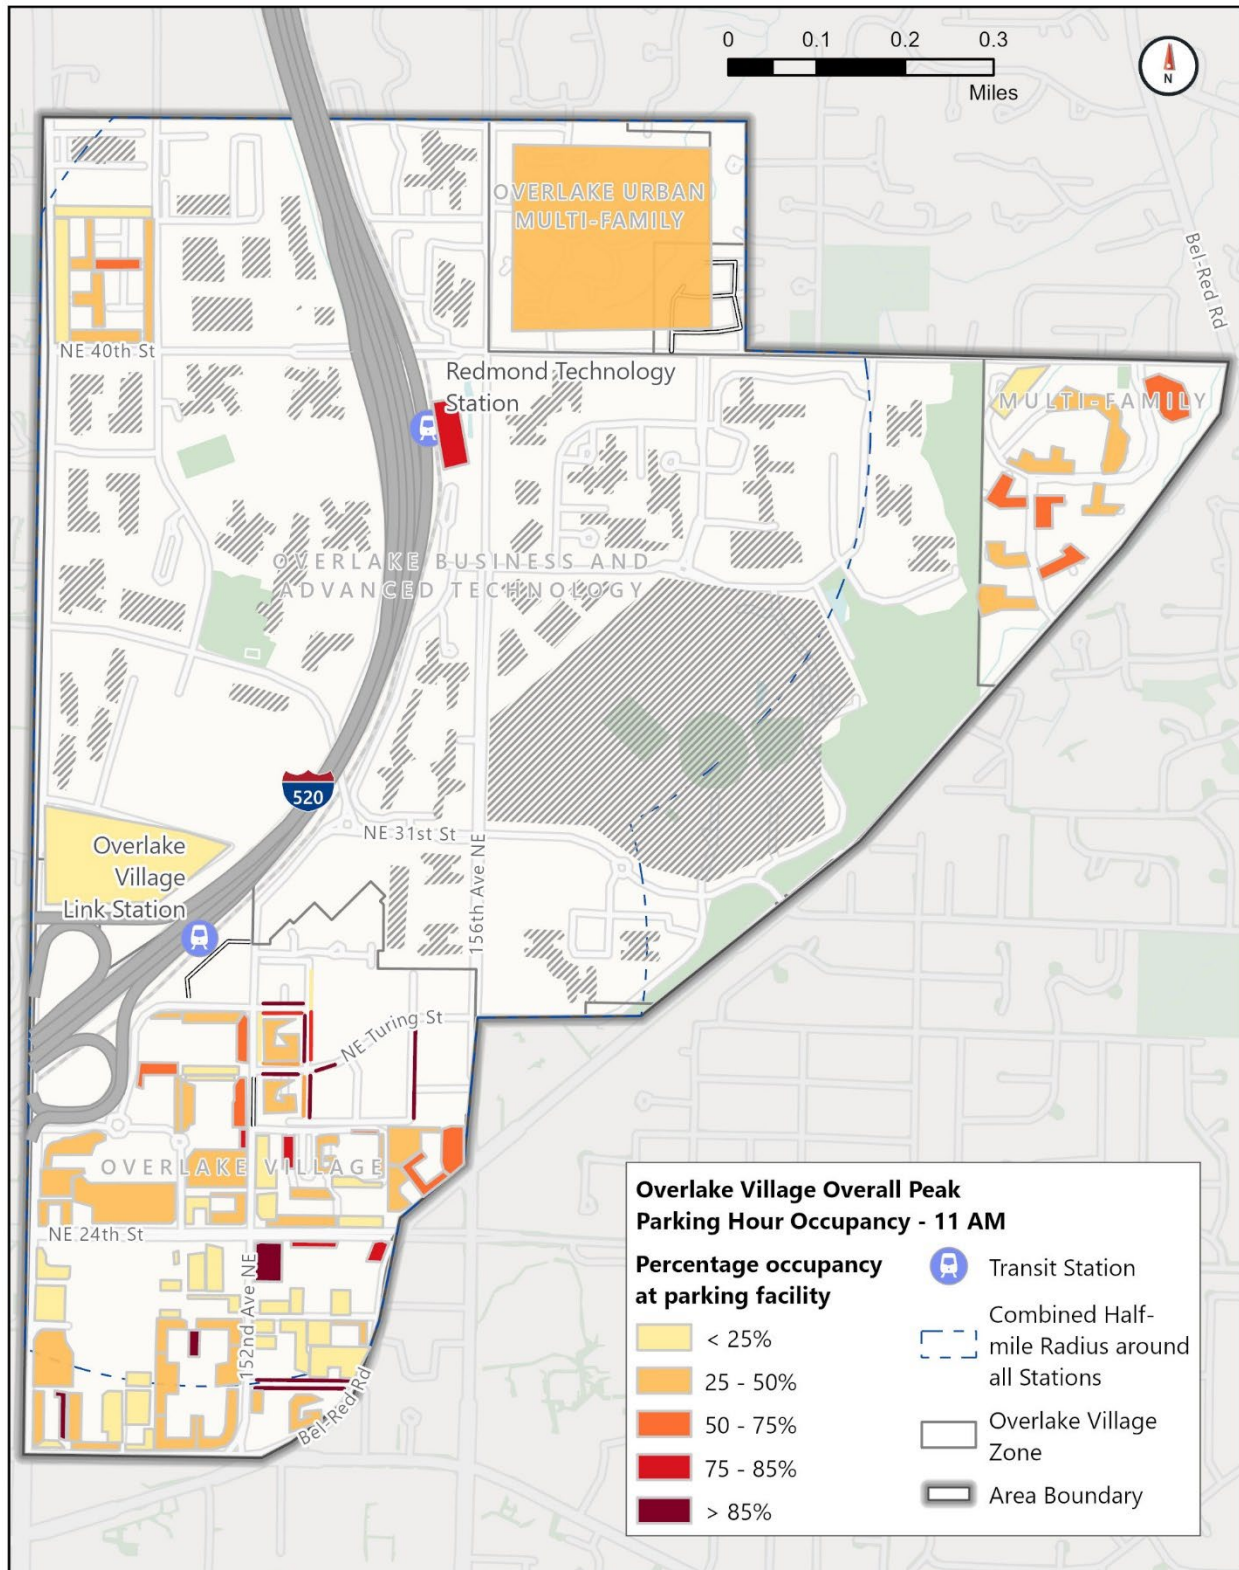 0 0.1 0.2 0.3
Miles
N
OVERLAKE URBAN
MULTI-FAMILY
Bel-Red Rd
NE 40th St
Redmond Technology
Station
MULTI-FAMILY
OVERLAKE BUSINESS AND
ADVANCED TECHNOLOGY
520
NE 31st St
156th Ave NE
Overlake
Village
Link Station
NE Turing St
OVERLAKE VILLAGE
NE 24th St
152nd Ave NE
Bel-Red Rd
Overlake Village Overall Peak
Parking Hour Occupancy - 11 AM
Percentage occupancy
at parking facility
< 25%
25 - 50%
50 - 75%
75 - 85%
> 85%
Transit Station
Combined Half-
mile Radius around
all Stations
Overlake Village
Zone
Area Boundary